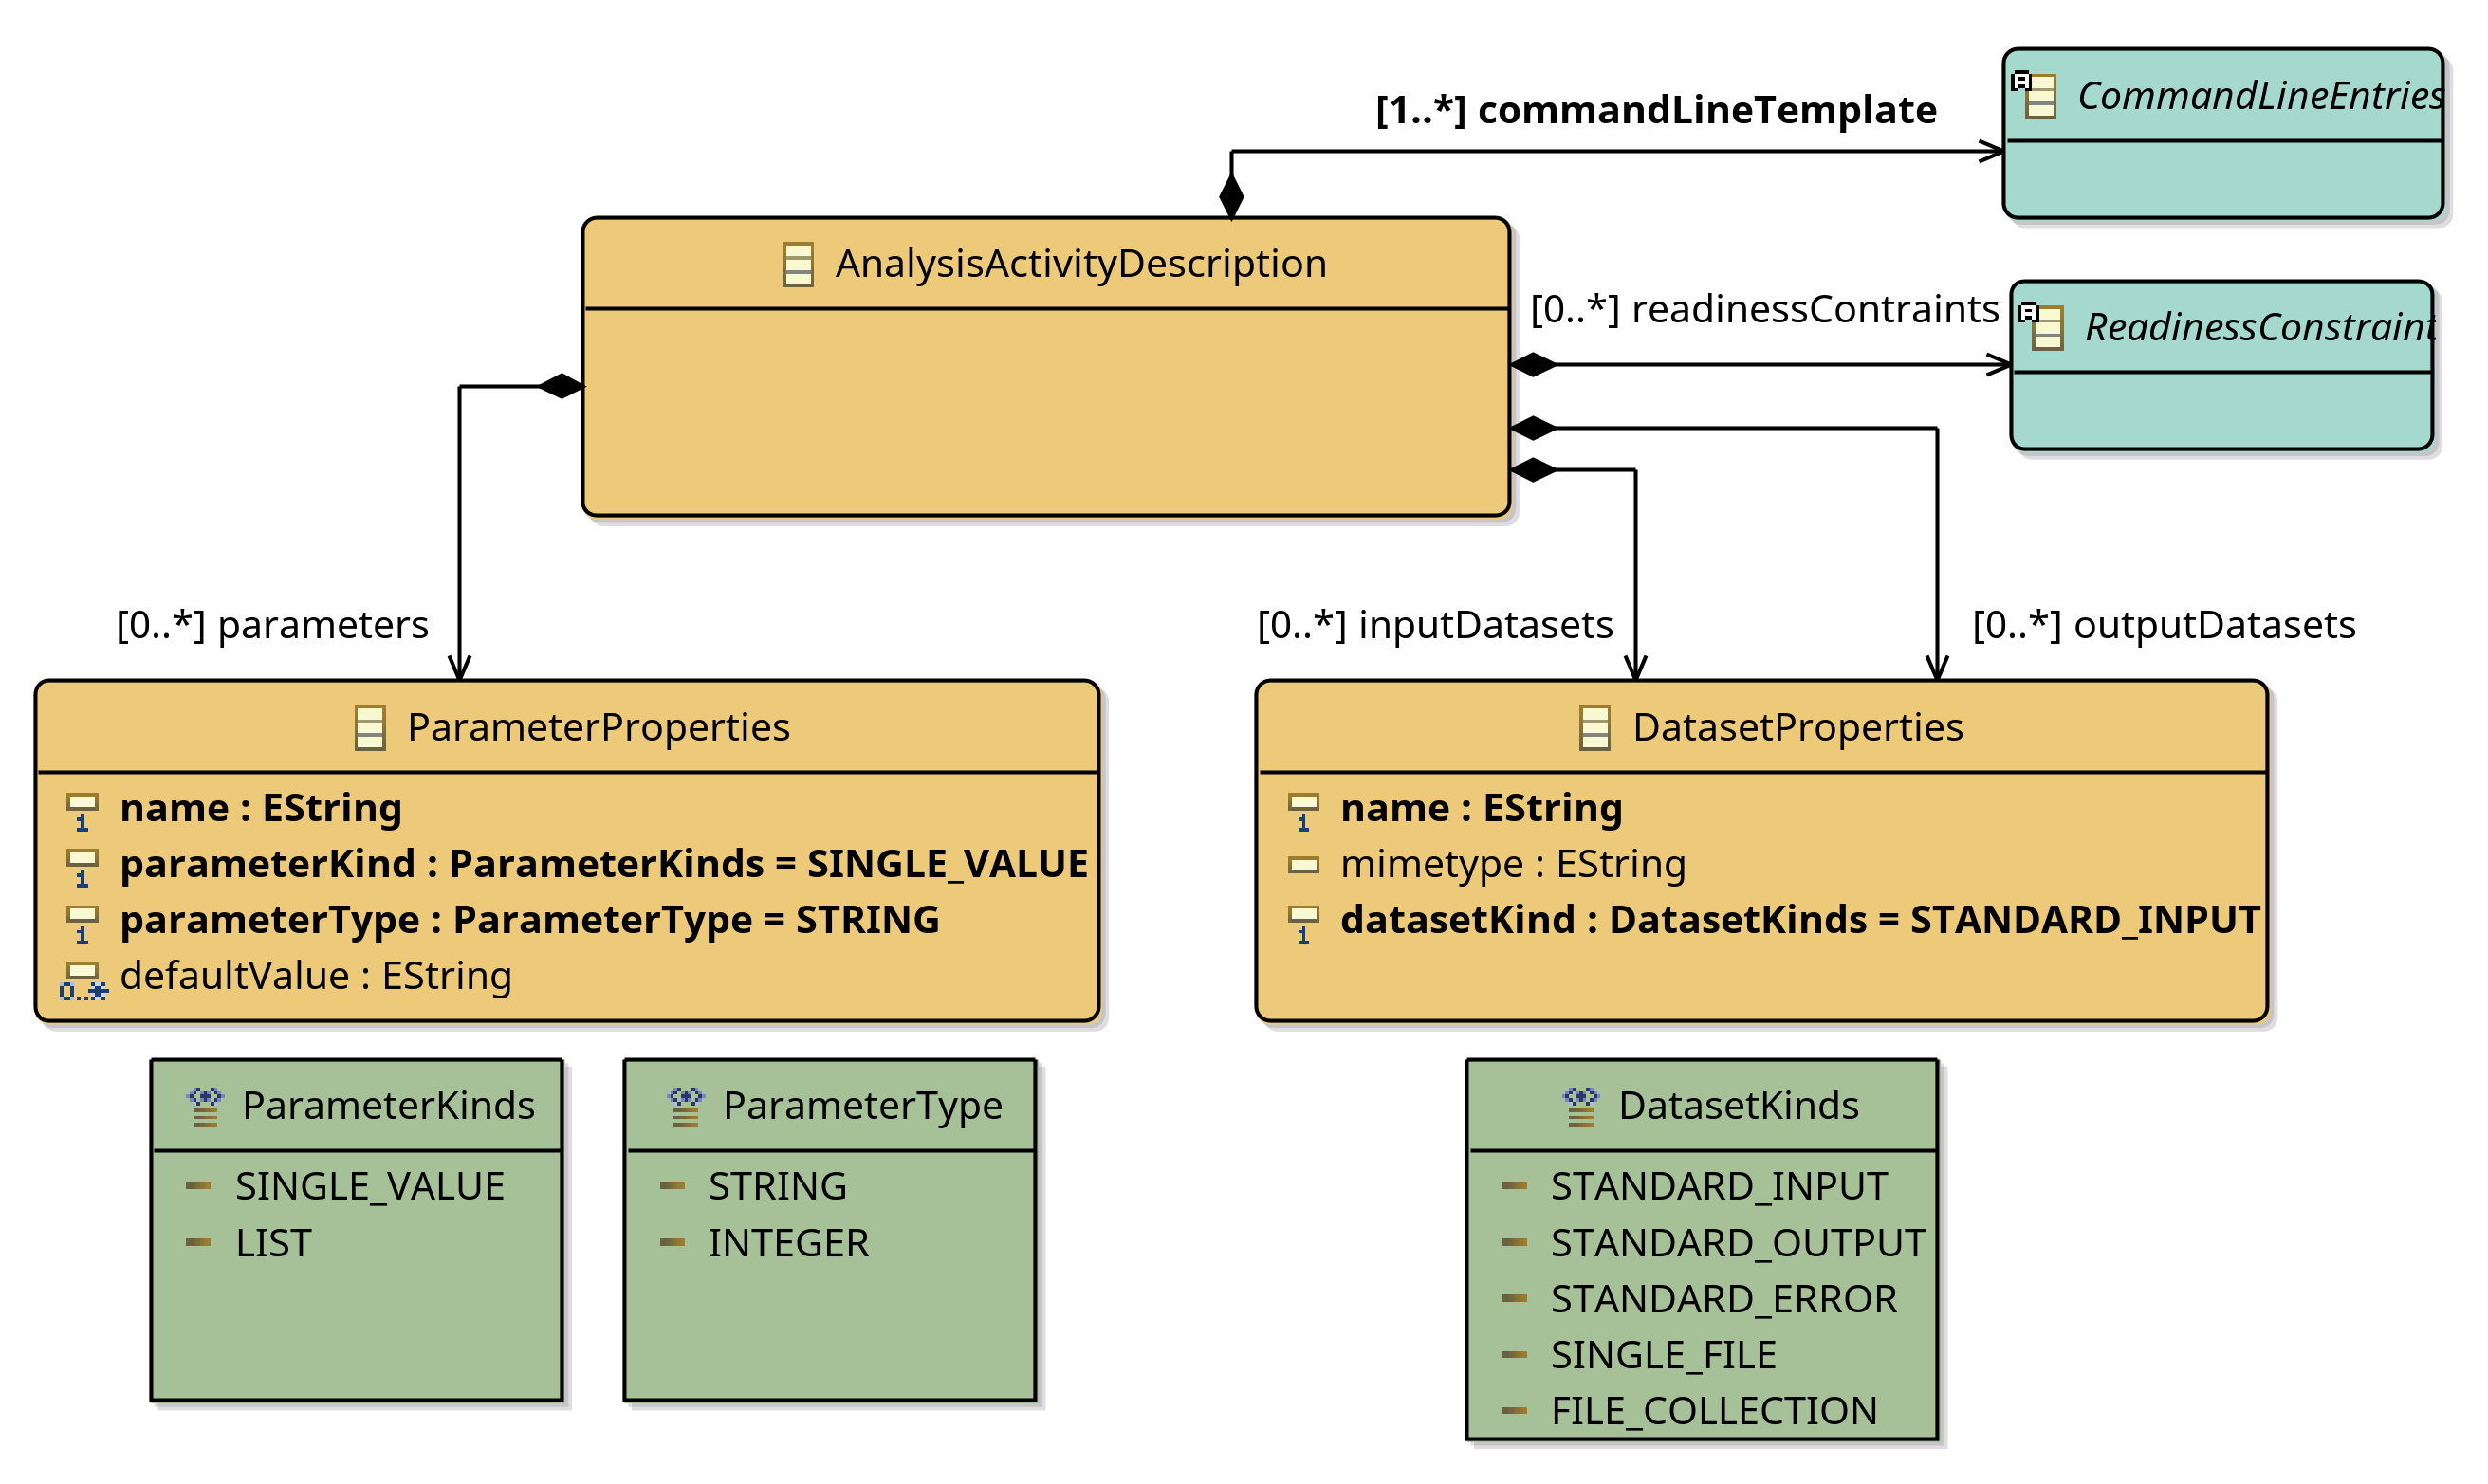 [1..*] commandLineTemplate
CommandLineEntries
AnalysisActivityDescription
[0..*] readinessContraints
ReadinessConstraint
[0..*] parameters
[0..*] inputDatasets
[0..*] outputDatasets
ParameterProperties
name : EString
parameterKind : ParameterKinds = SINGLE_VALUE
parameterType : ParameterType = STRING
defaultValue : EString
DatasetProperties
name : EString
mimetype : EString
datasetKind : DatasetKinds = STANDARD_INPUT
ParameterKinds
SINGLE_VALUE
LIST
ParameterType
STRING
INTEGER
DatasetKinds
STANDARD_INPUT
STANDARD_OUTPUT
STANDARD_ERROR
SINGLE_FILE
FILE_COLLECTION